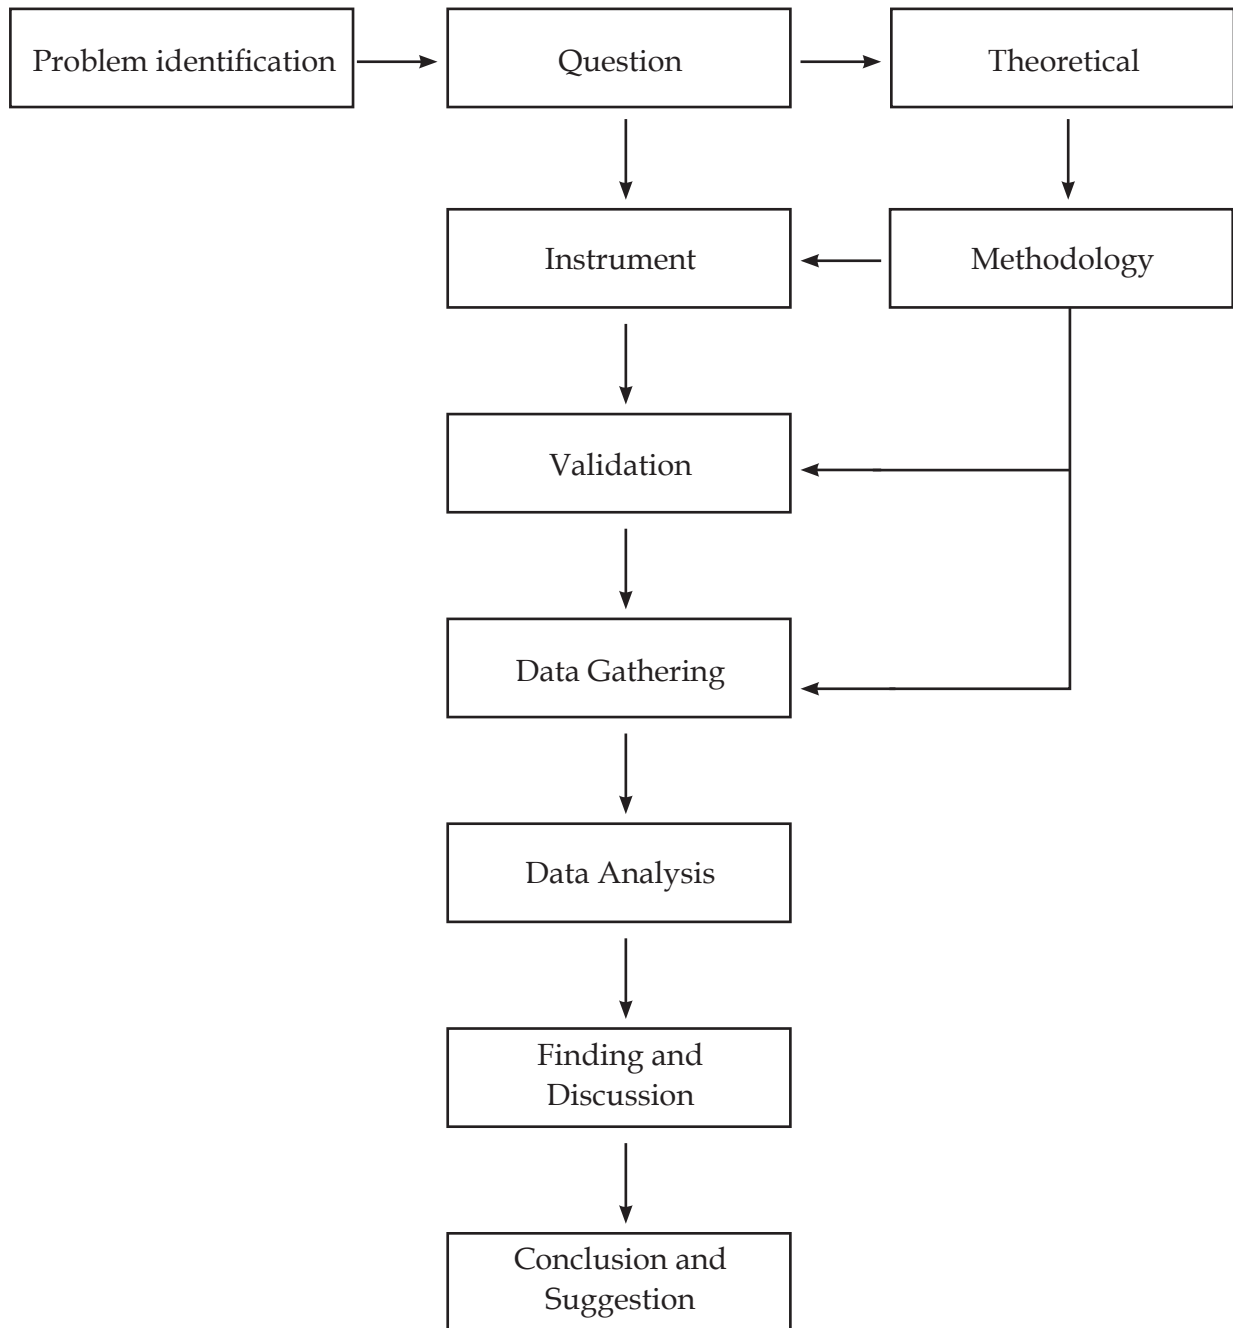 Problem identification
Question
Theoretical
Instrument
Methodology
Validation
Data Gathering
Data Analysis
Finding and
Discussion
Conclusion and
Suggestion